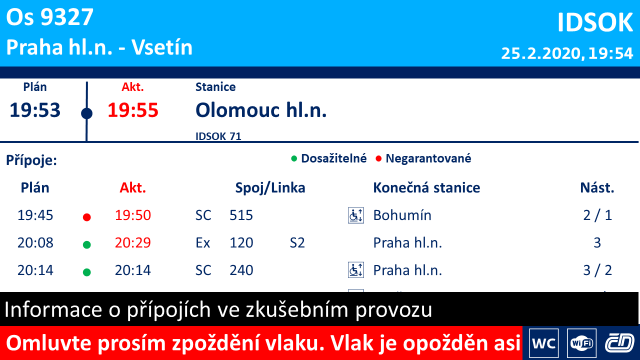 Os 9327
IDSOK
Praha hl.n. - Vsetín
25.2.2020, 19:54
Plán Akt. Stanice
19:53 19:55 Olomouc hl.n.
IDSOK 71
Přípoje: Dosažitelné Negarantované
Plán Akt. Spoj/Linka Konečná stanice Nást.
19:45 19:50 SC 515 Bohumín 2 / 1
20:08 20:29 Ex 120 S2 Praha hl.n. 3
20:14 20:14 SC 240 Praha hl.n. 3 / 2
Informace o přípojích ve zkušebním provozu
Omluvte prosím zpoždění vlaku. Vlak je opožděn asi WC WiFi ČD